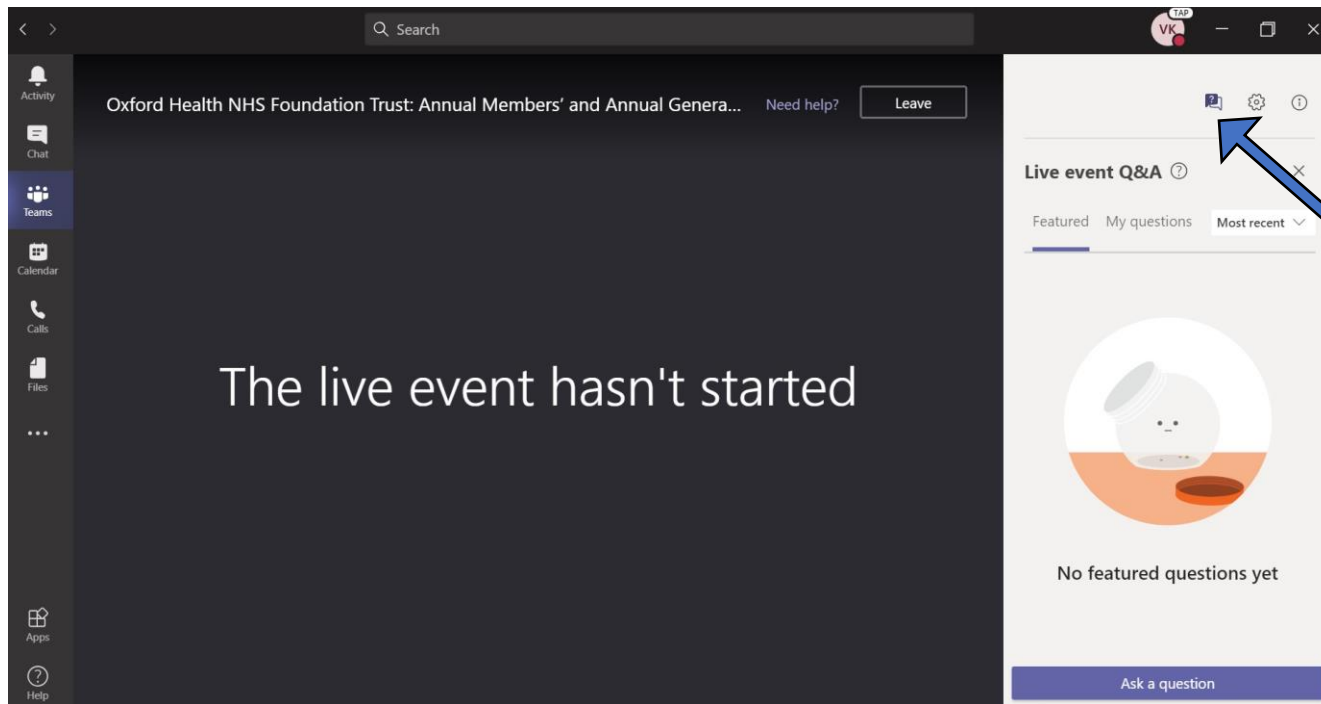 Search
TAP
VK
Activity
Chat
Teams
Calendar
Calls
Files
Apps
Help
Oxford Health NHS Foundation Trust: Annual Members' and Annual Genera... Need help? Leave
The live event hasn't started
Live event Q&A
Featured My questions Most recent
No featured questions yet
Ask a question